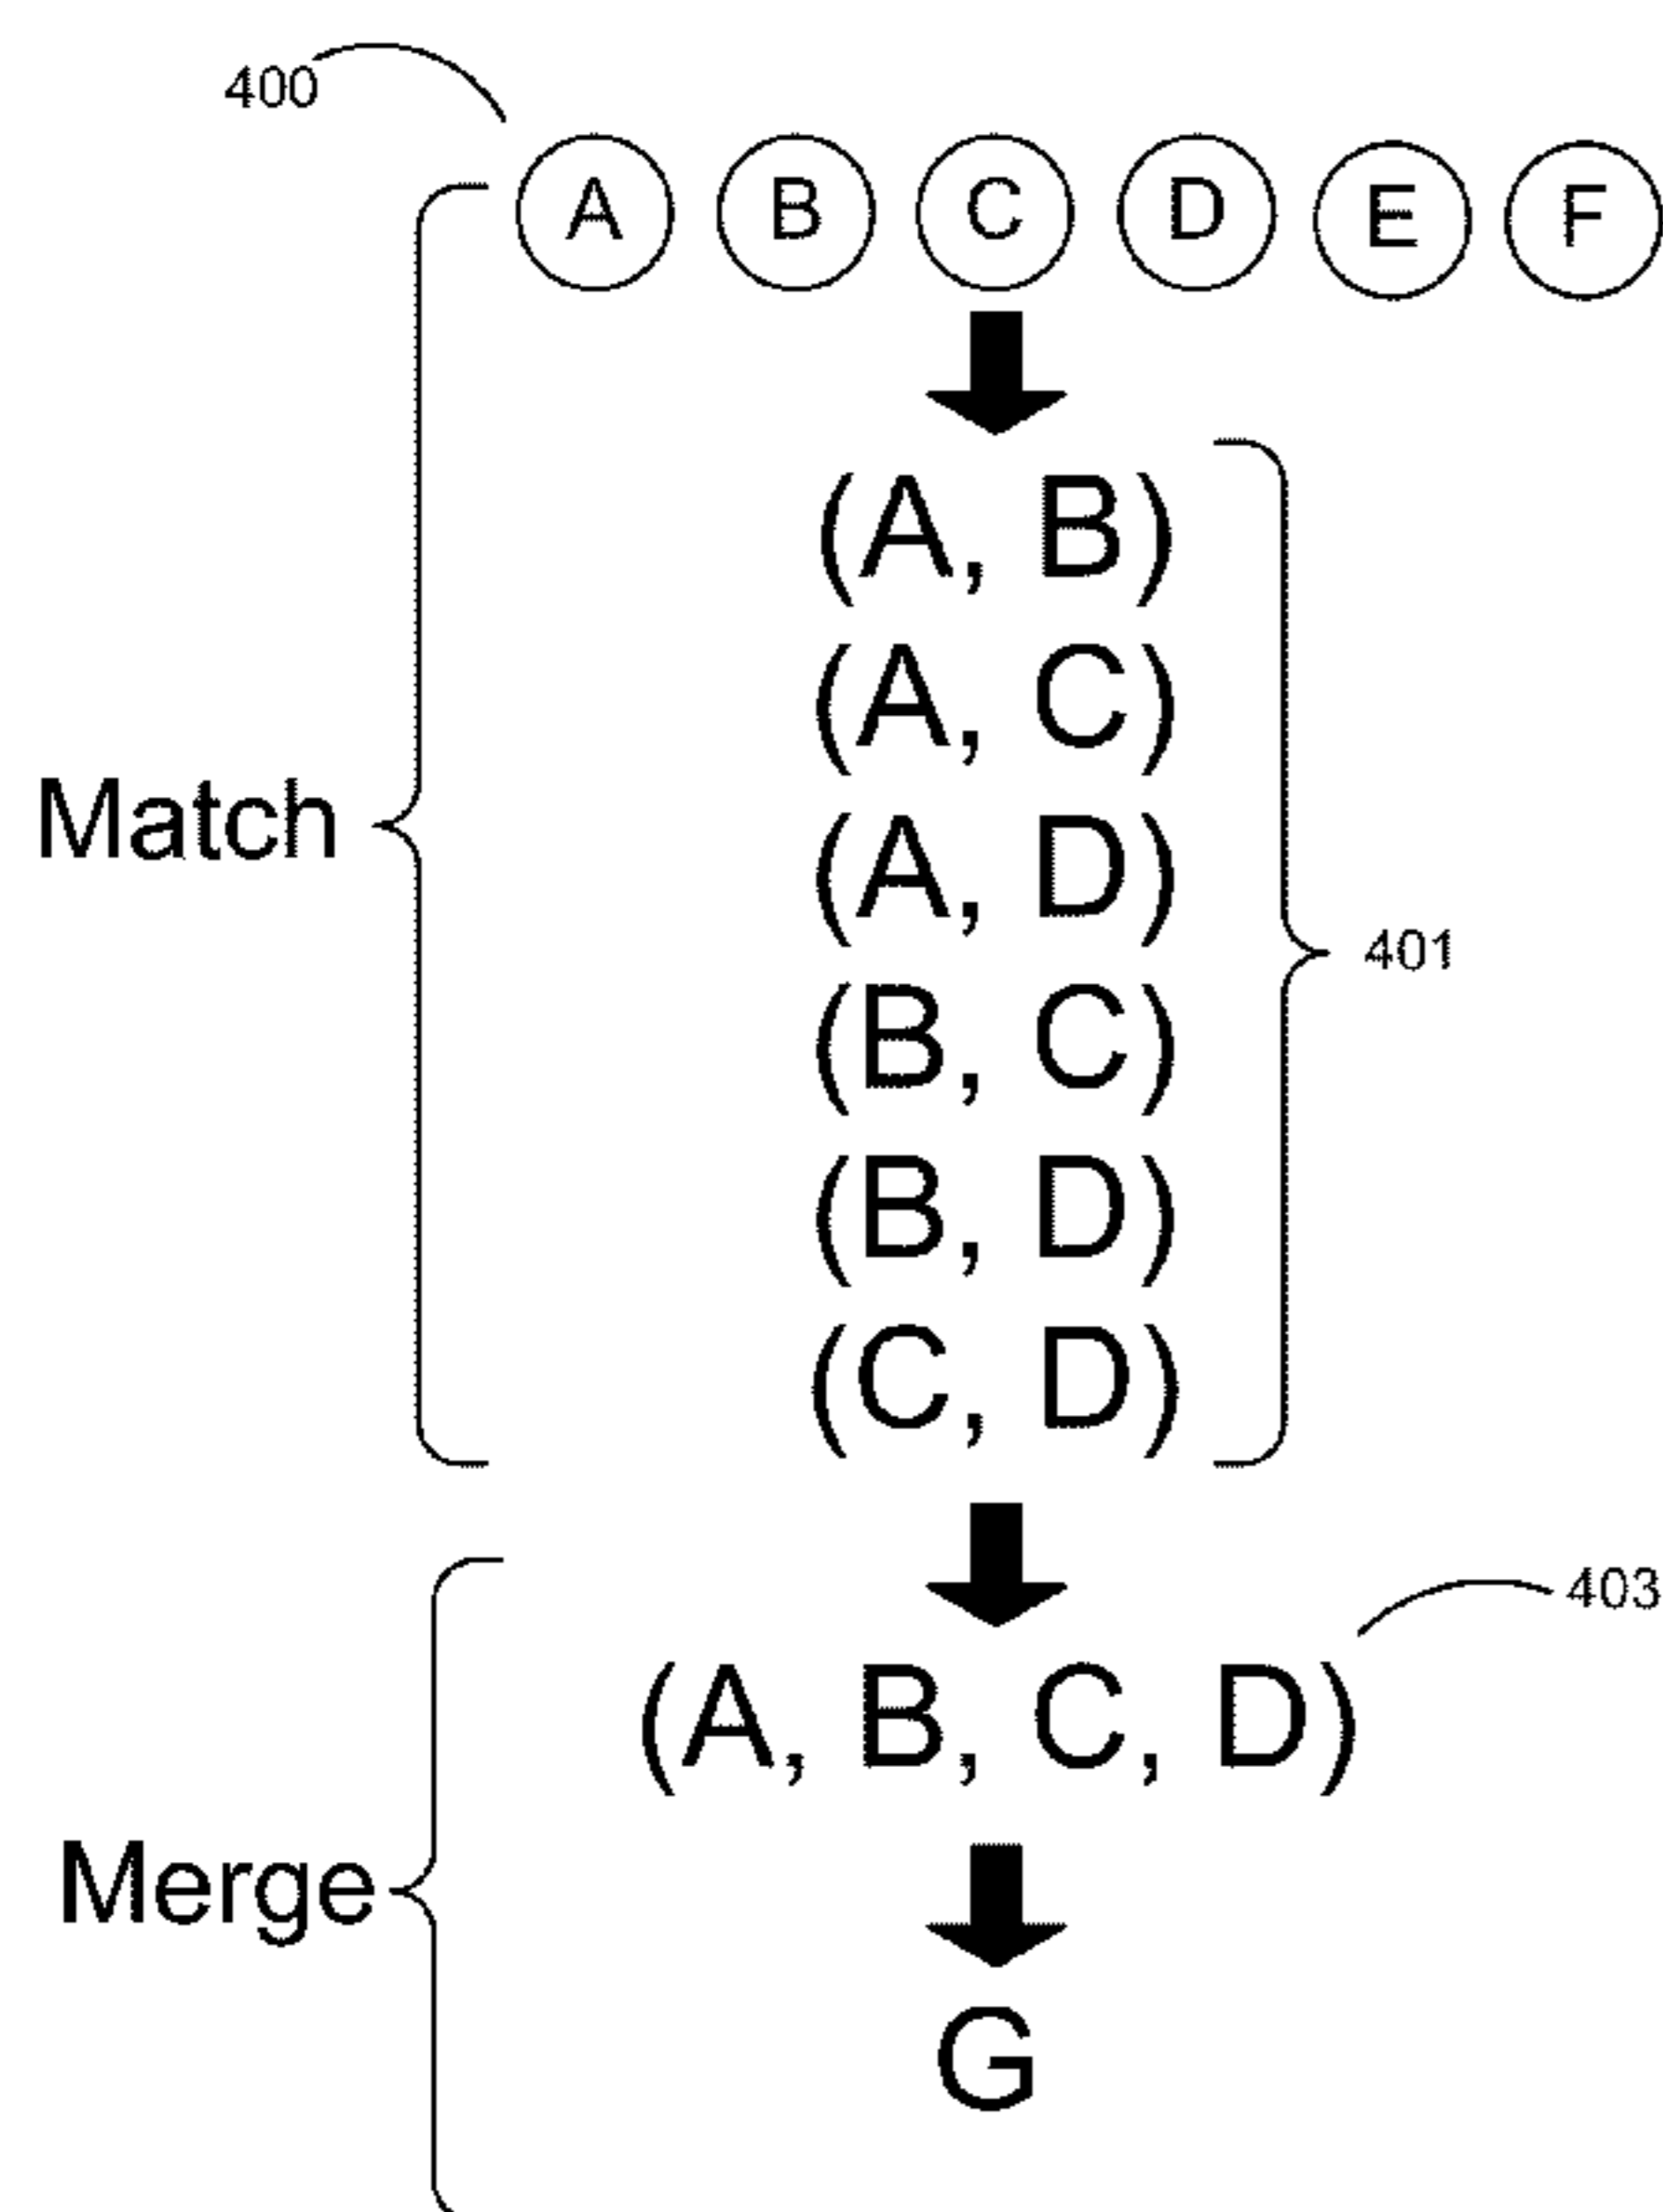 400
A B C D E F
(A, B)
(A, C)
(A, D)
Match
401
(B, C)
(B, D)
(C, D)
403
(A, B, C, D)
Merge
G